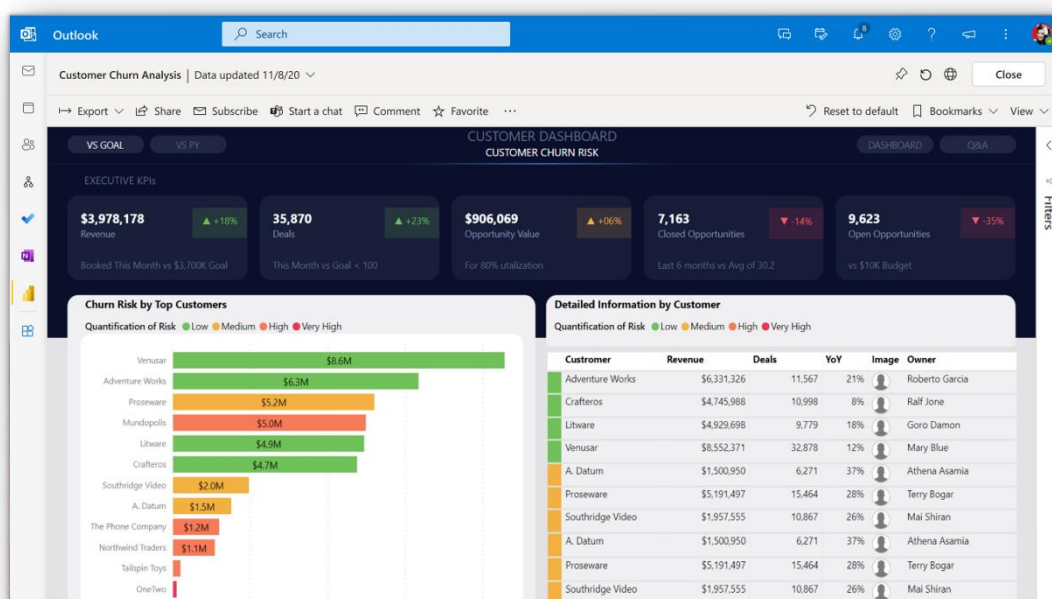 Outlook
Search
8
Customer Churn Analysis | Data updated 11/8/20
Close
Export Share Subscribe Start a chat Comment Favorite ... Reset to default Bookmarks View
VS GOAL VS PY
CUSTOMER DASHBOARD
CUSTOMER CHURN RISK
DASHBOARD Q&A
Filters
EXECUTIVE KPIs
$3,978,178 ▲ +18%
Revenue
Booked This Month vs $3,700K Goal
35,870 ▲ +23%
Deals
This Month vs Goal < 100
$906,069 ▲ +06%
Opportunity Value
For 80% utalization
7,163 ▼ -14%
Closed Opportunities
Last 6 months vs Avg of 30.2
9,623 ▼ -35%
Open Opportunities
vs $10K Budget
Churn Risk by Top Customers
Quantification of Risk Low Medium High Very High
Venusar $8.6M
Adventure Works $6.3M
Proseware $5.2M
Mundopolis $5.0M
Litware $4.9M
Crafteros $4.7M
Southridge Video $2.0M
A. Datum $1.5M
The Phone Company $1.2M
Northwind Traders $1.1M
Tailspin Toys
OneTwo
Detailed Information by Customer
Quantification of Risk Low Medium High Very High
Custromer Revenue Deals YoY Image Owner
Adventure Works $6,331,326 11,567 21% Roberto Garcia
Crafteros $4,745,988 10,998 8% Ralf Jone
Litware $4,929,698 9,779 18% Goro Damon
Venusar $8,552,371 32,878 12% Mary Blue
A. Datum $1,500,950 6,271 37% Athena Asamia
Proseware $5,191,497 15,464 28% Terry Bogar
Southridge Video $1,957,555 10,867 26% Mai Shiran
A. Datum $1,500,950 6,271 37% Athena Asamia
Proseware $5,191,497 15,464 28% Terry Bogar
Southridge Video $1,957,555 10,867 26% Mai Shiran